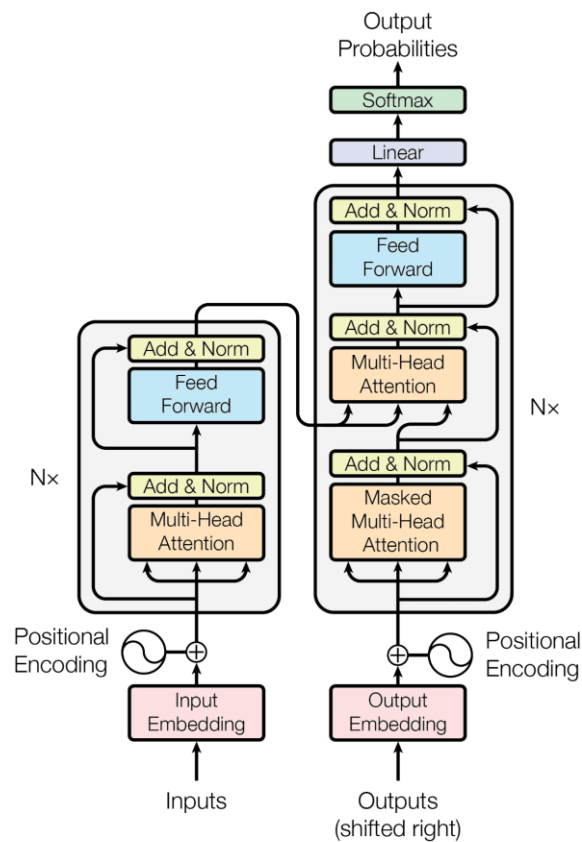 Output
Probabilities
Softmax
Linear
Add & Norm
Feed
Forward
Add & Norm
Multi-Head
Attention
Nx
Add & Norm
Masked
Multi-Head
Attention
Add & Norm
Feed
Forward
Nx
Add & Norm
Multi-Head
Attention
Positional
Encoding
Positional
Encoding
Input
Embedding
Output
Embedding
Inputs
Outputs
(shifted right)